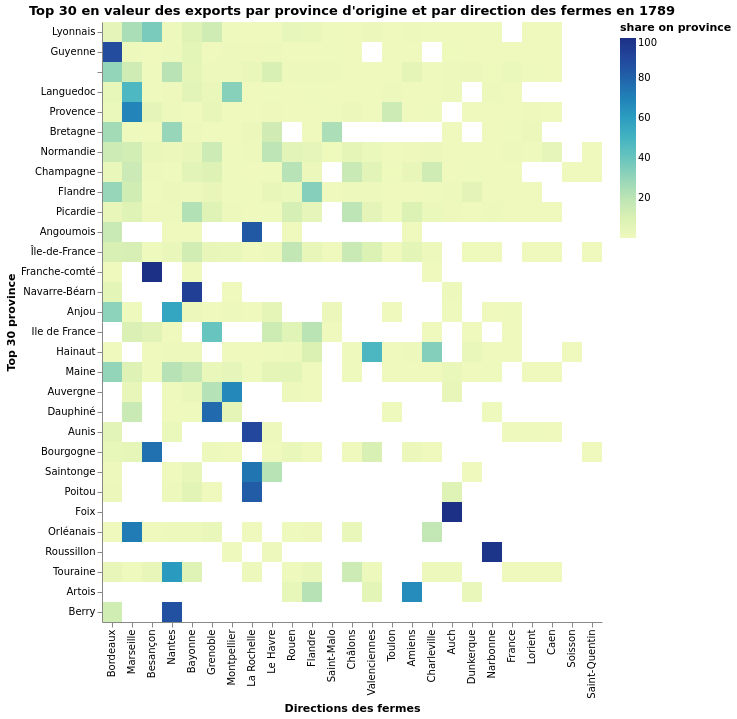 Top 30 en valeur des exports par province d'origine et par direction des fermes en 1789
share on province
100
80
60
40
20
Top 30 province
Lyonnais
Guyenne
Languedoc
Provence
Bretagne
Normandie
Champagne
Flandre
Picardie
Angoumois
Île-de-France
Franche-comté
Navarre-Béarn
Anjou
Ile de France
Hainaut
Maine
Auvergne
Dauphiné
Aunis
Bourgogne
Saintonge
Poitou
Foix
Orléanais
Roussillon
Touraine
Artois
Berry
Bordeaux
Marseille
Besançon
Nantes
Bayonne
Grenoble
Montpellier
La Rochelle
Le Havre
Rouen
Flandre
Saint-Malo
Châlons
Valenciennes
Toulon
Amiens
Charleville
Auch
Dunkerque
Narbonne
France
Lorient
Caen
Soisson
Saint-Quentin
Directions des fermes